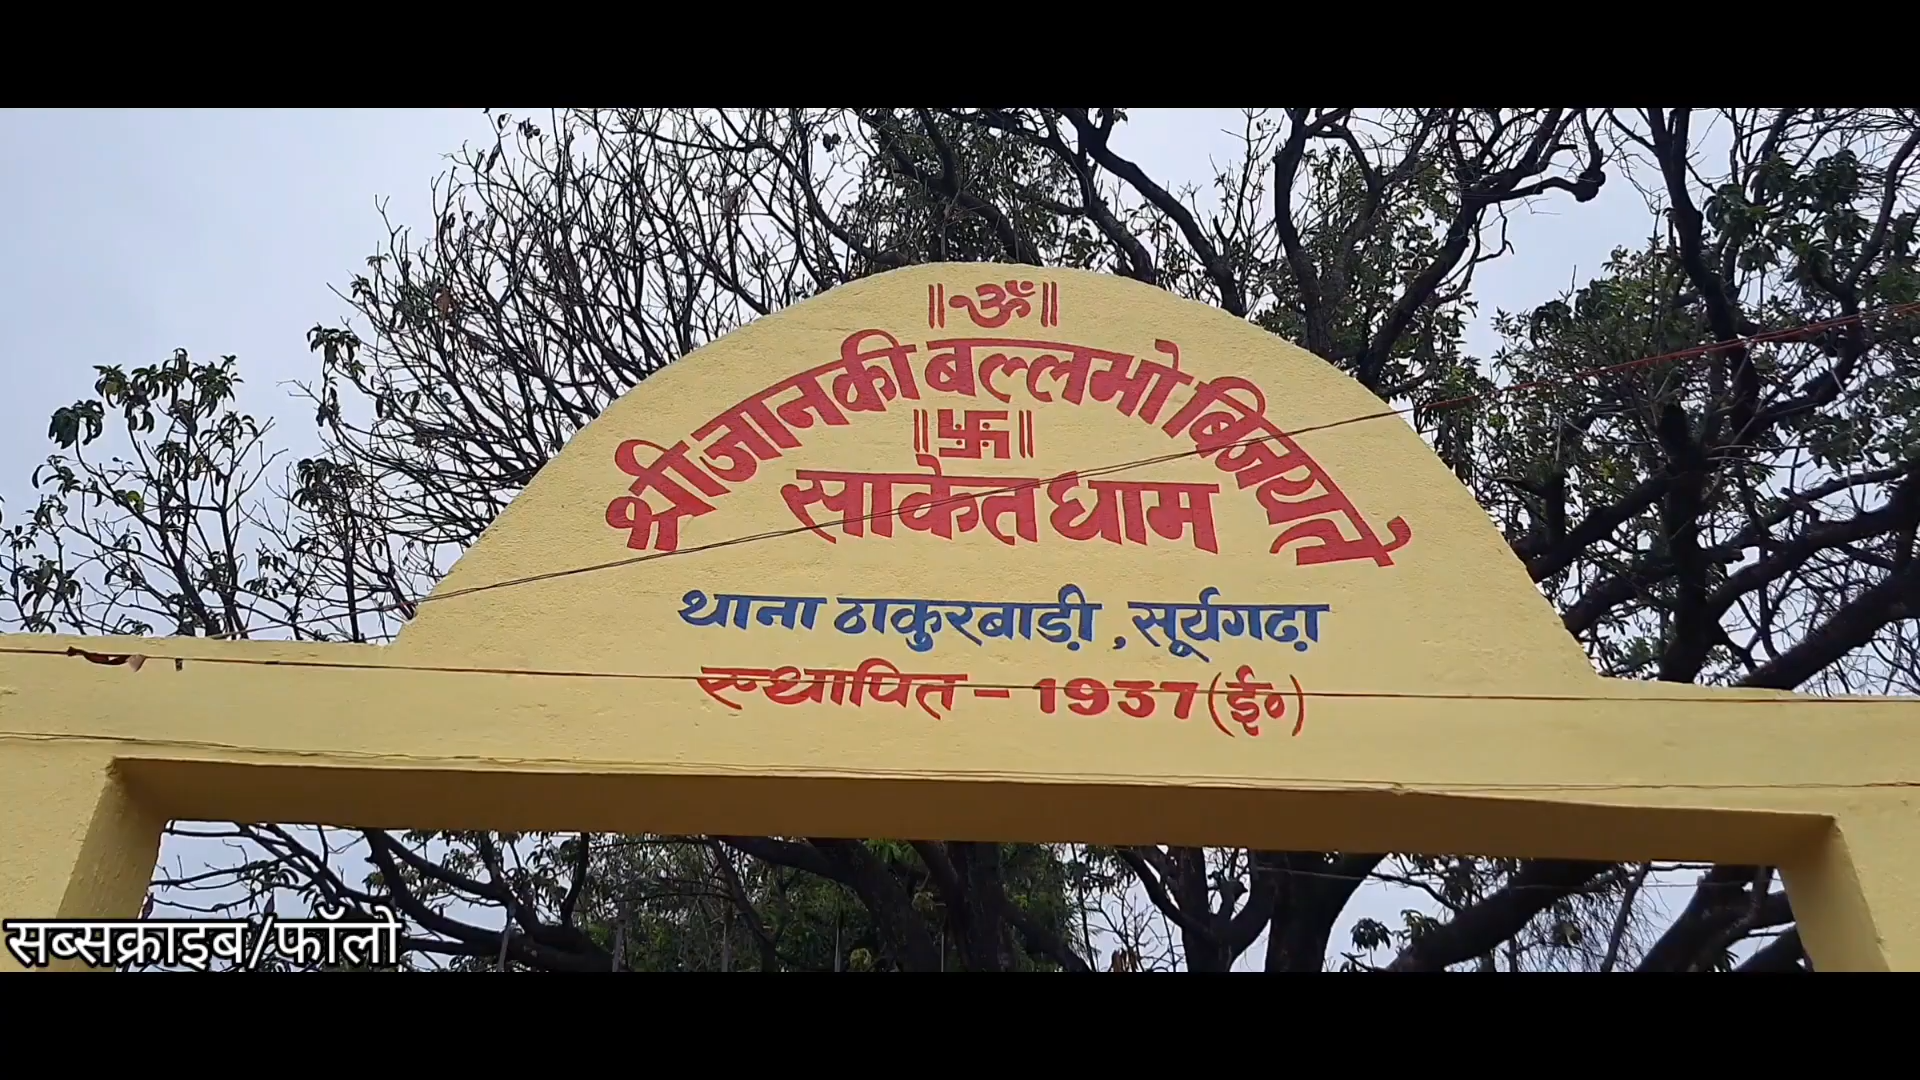 ॥ॐ॥
श्री जानकी बल्लभो बिजयते
॥卐॥
साकेत धाम
थाना ठाकुरबाड़ी, सूर्यगढ़ा
स्थापित - 1937 (ई०)
सब्सक्राइब/फॉलो